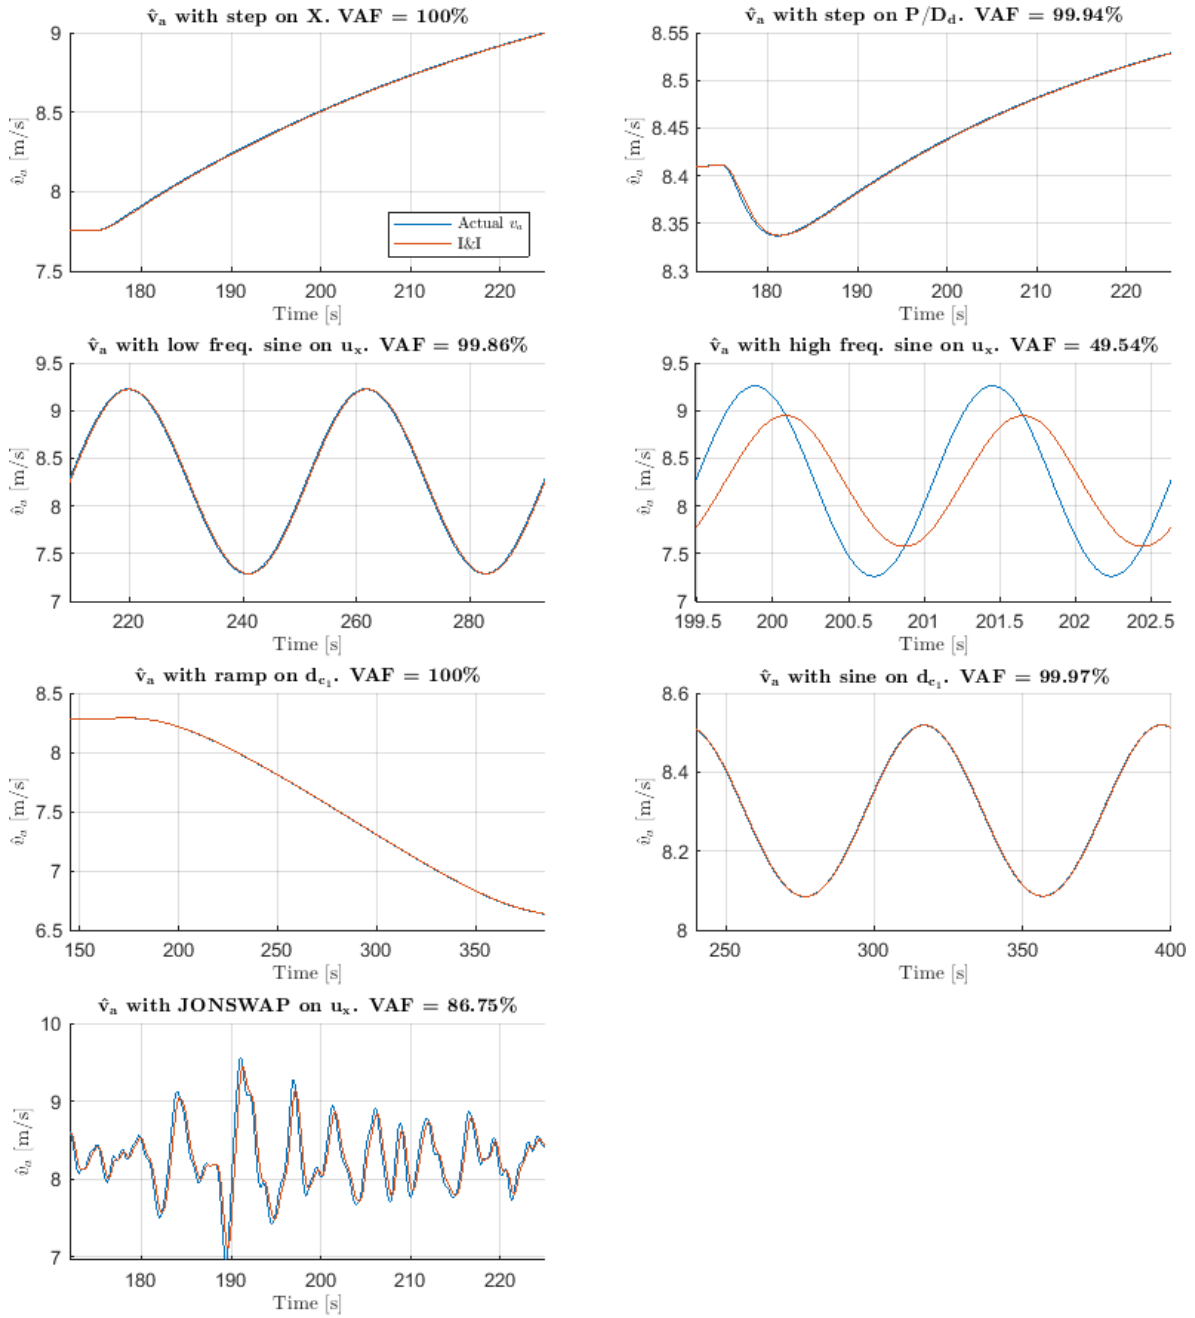 v̂ₐ with step on X. VAF = 100%
9
8.5
8
7.5
v̂ₐ [m/s]
Actual vₐ
I&I
180 190 200 210 220
Time [s]
v̂ₐ with step on P/D_d. VAF = 99.94%
8.55
8.5
8.45
8.4
8.35
8.3
v̂ₐ [m/s]
180 190 200 210 220
Time [s]
v̂ₐ with low freq. sine on uₓ. VAF = 99.86%
9.5
9
8.5
8
7.5
7
v̂ₐ [m/s]
220 240 260 280
Time [s]
v̂ₐ with high freq. sine on uₓ. VAF = 49.54%
9.5
9
8.5
8
7.5
7
v̂ₐ [m/s]
199.5 200 200.5 201 201.5 202 202.5
Time [s]
v̂ₐ with ramp on d_c₁. VAF = 100%
8.5
8
7.5
7
6.5
v̂ₐ [m/s]
150 200 250 300 350
Time [s]
v̂ₐ with sine on d_c₁. VAF = 99.97%
8.6
8.4
8.2
8
v̂ₐ [m/s]
250 300 350 400
Time [s]
v̂ₐ with JONSWAP on uₓ. VAF = 86.75%
10
9
8
7
v̂ₐ [m/s]
180 190 200 210 220
Time [s]